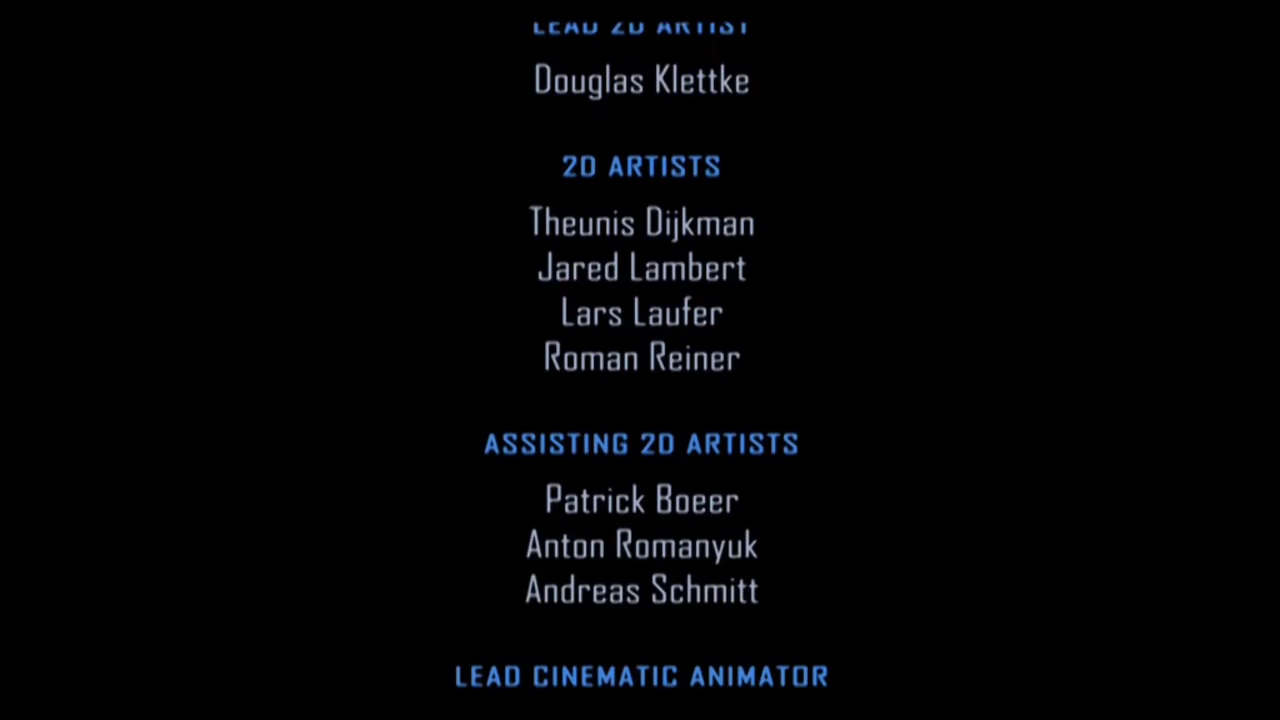 LEAD 2D ARTIST
Douglas Klettke
2D ARTISTS
Theunis Dijkman
Jared Lambert
Lars Laufer
Roman Reiner
ASSISTING 2D ARTISTS
Patrick Boeer
Anton Romanyuk
Andreas Schmitt
LEAD CINEMATIC ANIMATOR